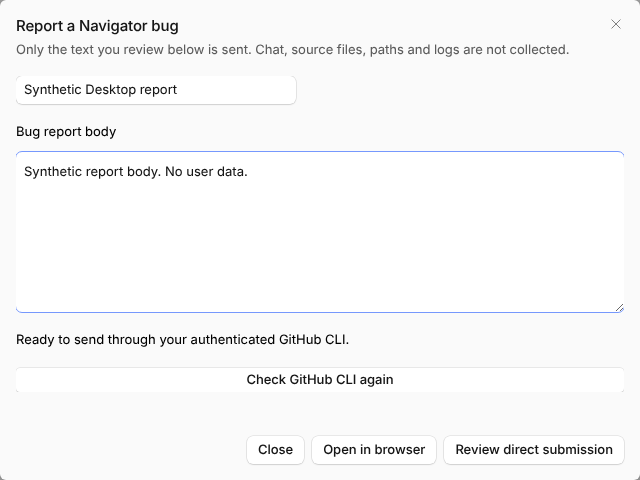 Report a Navigator bug
Only the text you review below is sent. Chat, source files, paths and logs are not collected.
Synthetic Desktop report
Bug report body
Synthetic report body. No user data.
Ready to send through your authenticated GitHub CLI.
Check GitHub CLI again
Close
Open in browser
Review direct submission